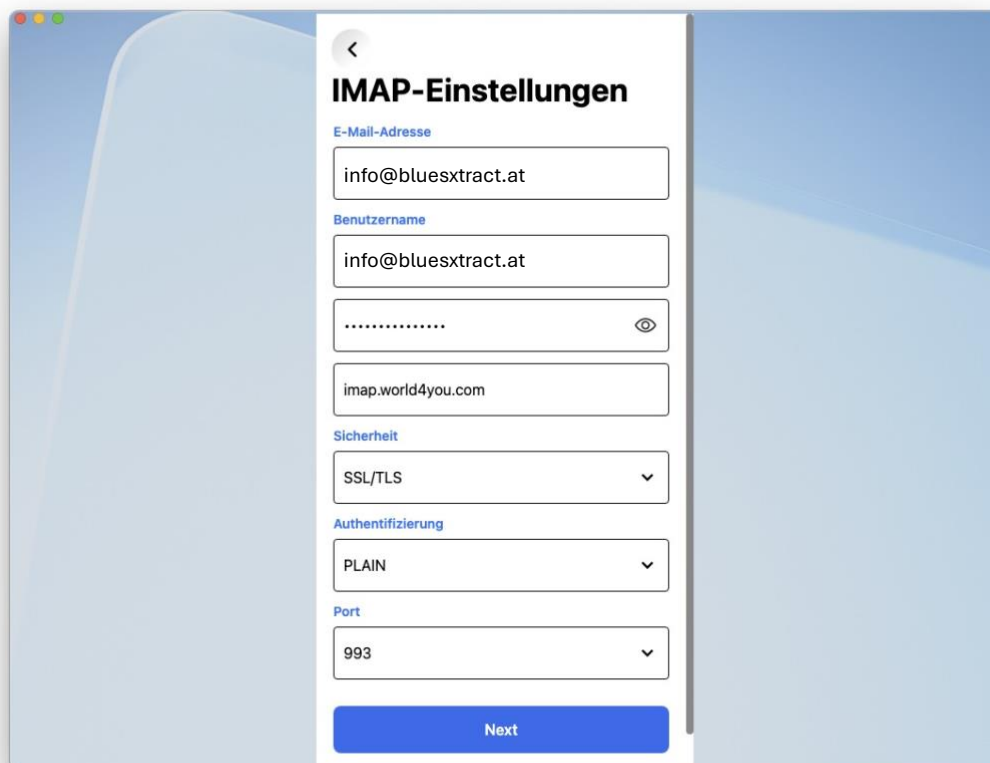 IMAP-Einstellungen
E-Mail-Adresse
info@bluesxtract.at
Benutzername
info@bluesxtract.at
imap.world4you.com
Sicherheit
SSL/TLS
Authentifizierung
PLAIN
Port
993
Next